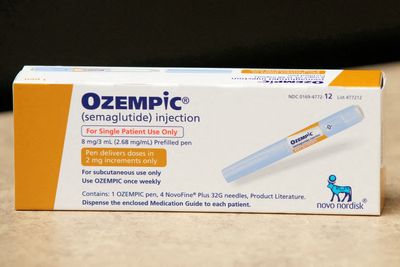 OZEMPIC®
(semaglutide) injection
For Single Patient Use Only
8 mg/3 mL (2.68 mg/mL) Prefilled pen
Pen delivers doses in
2 mg increments only
For subcutaneous use only
Use OZEMPIC once weekly
Contains: 1 OZEMPIC pen, 4 NovoFine® Plus 32G needles, Product Literature.
Dispense the enclosed Medication Guide to each patient.
NDC 0169-4772-12 Lot 477212
OZEMPIC®
novo nordisk®